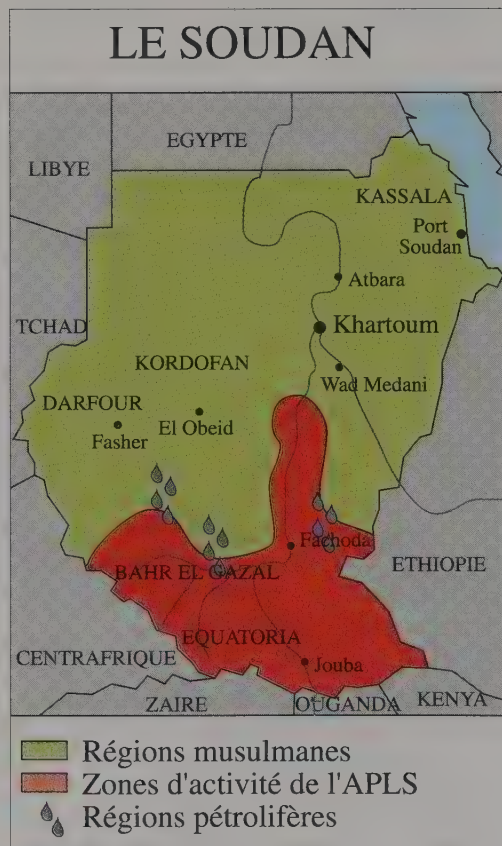 LE SOUDAN
EGYPTE
LIBYE
KASSALA
Port
Soudan
Atbara
TCHAD
Khartoum
KORDOFAN
Wad Medani
DARFOUR
El Obeid
Fasher
Fachoda
ETHIOPIE
BAHR EL GAZAL
EQUATORIA
CENTRAFRIQUE
Jouba
ZAIRE
OUGANDA
KENYA
Régions musulmanes
Zones d'activité de l'APLS
Régions pétrolifères